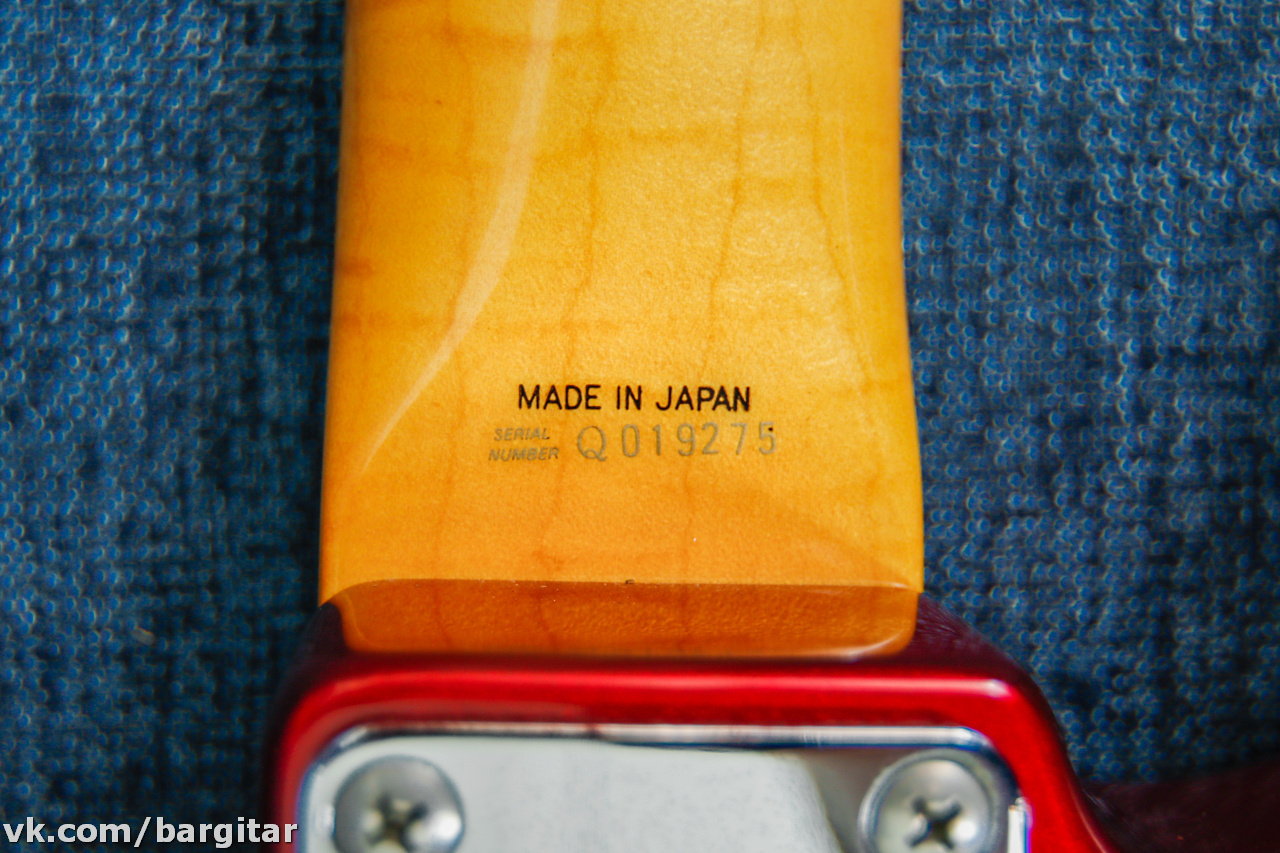 MADE IN JAPAN
SERIAL NUMBER Q019275
vk.com/bargitar